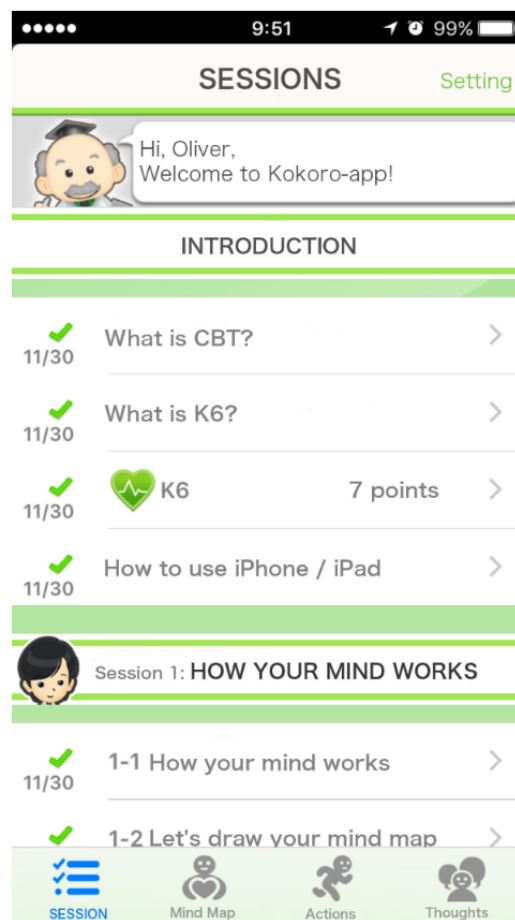 9:51
99%
SESSIONS
Setting
Hi, Oliver,
Welcome to Kokoro-app!
INTRODUCTION
11/30
What is CBT?
11/30
What is K6?
11/30
K6 7 points
11/30
How to use iPhone / iPad
Session 1: HOW YOUR MIND WORKS
11/30
1-1 How your mind works
1-2 Let's draw your mind map
SESSION
Mind Map
Actions
Thoughts